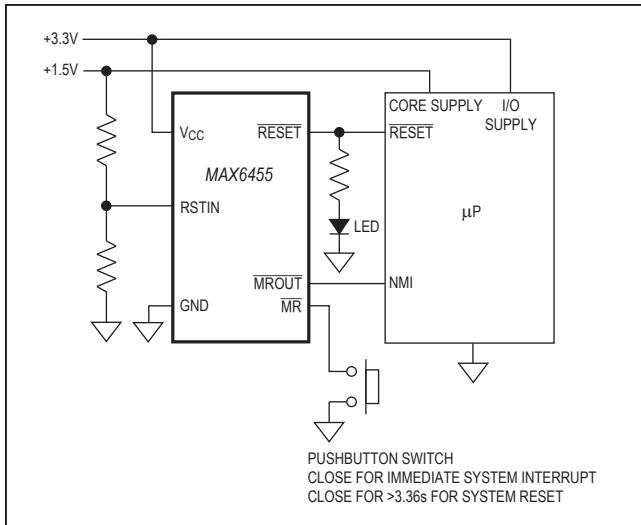 +3.3V
+1.5V
CORE SUPPLY
I/O
SUPPLY
VCC
RESET
RESET
MAX6455
RSTIN
LED
µP
MROUT
NMI
GND
MR
PUSHBUTTON SWITCH
CLOSE FOR IMMEDIATE SYSTEM INTERRUPT
CLOSE FOR >3.36s FOR SYSTEM RESET